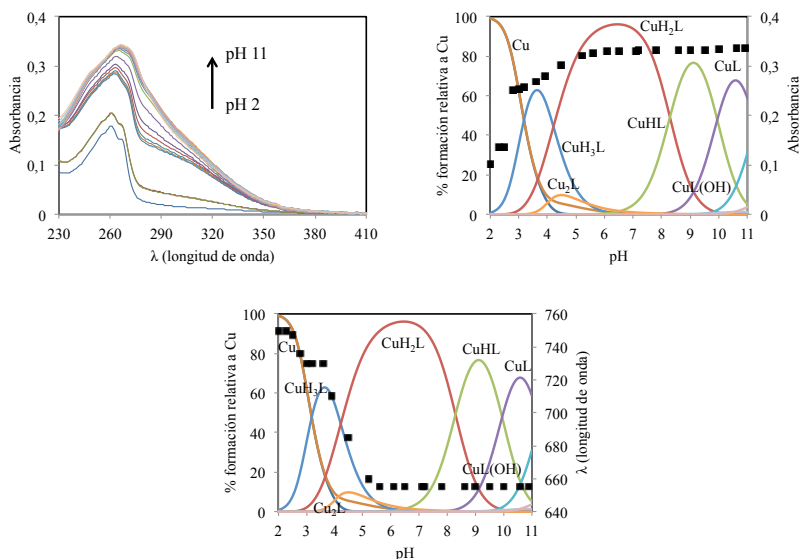 Absorbancia
0,4
0,3
0,2
0,1
0
pH 11
pH 2
230 260 290 320 350 380 410
λ (longitud de onda)
% formación relativa a Cu
100
80
60
40
20
0
Cu
CuH₂L
CuL
CuHL
CuH₃L
Cu₂L
CuL(OH)
2 3 4 5 6 7 8 9 10 11
pH
0,4
0,3
0,2
0,1
0
Absorbancia
% formación relativa a Cu
100
80
60
40
20
0
Cu
CuH₂L
CuHL
CuL
CuH₃L
CuL(OH)
Cu₂L
2 3 4 5 6 7 8 9 10 11
pH
760
740
720
700
680
660
640
λ (longitud de onda)